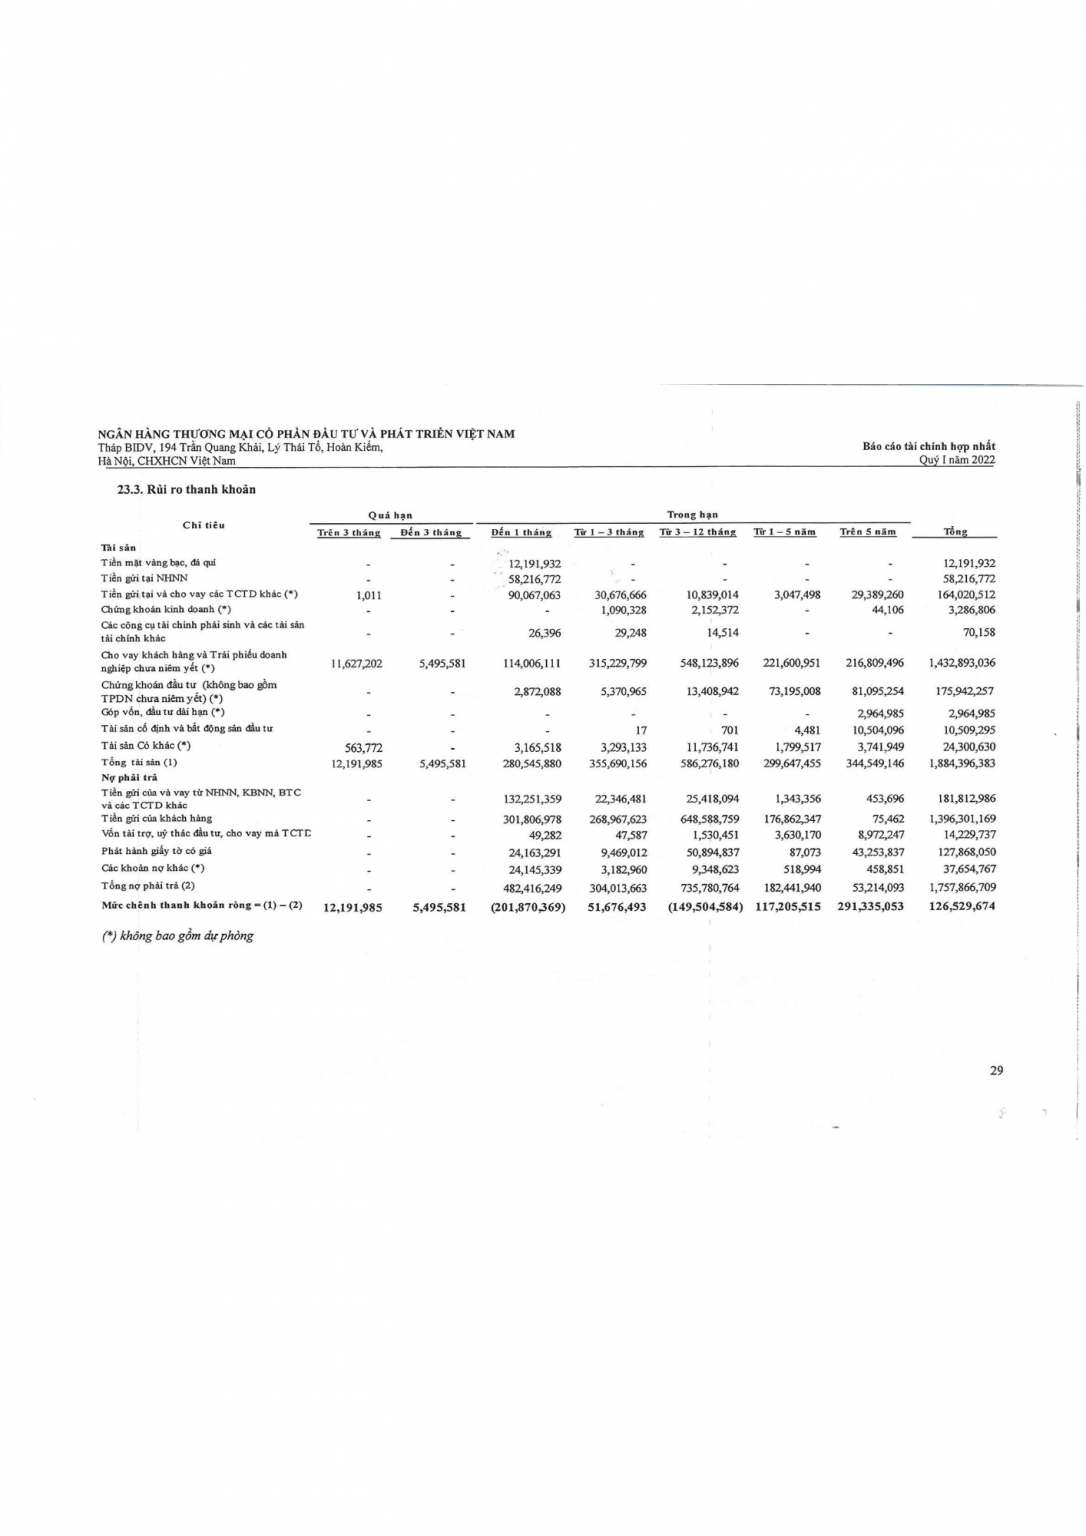 NGÂN HÀNG THƯƠNG MẠI CỔ PHẦN ĐẦU TƯ VÀ PHÁT TRIỂN VIỆT NAM
Tháp BIDV, 194 Trần Quang Khải, Lý Thái Tổ, Hoàn Kiếm, Báo cáo tài chính hợp nhất
Hà Nội, CHXHCN Việt Nam Quý I năm 2022
23.3. Rủi ro thanh khoản
Chỉ tiêu Quá hạn Trong hạn
Trên 3 tháng Đến 3 tháng Đến 1 tháng Từ 1 – 3 tháng Từ 3 – 12 tháng Từ 1 – 5 năm Trên 5 năm Tổng
Tài sản
Tiền mặt vàng bạc, đá quí - - 12,191,932 - - - - 12,191,932
Tiền gửi tại NHNN - - 58,216,772 - - - - 58,216,772
Tiền gửi tại và cho vay các TCTD khác (*) 1,011 - 90,067,063 30,676,666 10,839,014 3,047,498 29,389,260 164,020,512
Chứng khoán kinh doanh (*) - - - 1,090,328 2,152,372 - 44,106 3,286,806
Các công cụ tài chính phái sinh và các tài sản
tài chính khác - - 26,396 29,248 14,514 - - 70,158
Cho vay khách hàng và Trái phiếu doanh
nghiệp chưa niêm yết (*) 11,627,202 5,495,581 114,006,111 315,229,799 548,123,896 221,600,951 216,809,496 1,432,893,036
Chứng khoán đầu tư (không bao gồm
TPDN chưa niêm yết) (*) - - 2,872,088 5,370,965 13,408,942 73,195,008 81,095,254 175,942,257
Góp vốn, đầu tư dài hạn (*) - - - - - - 2,964,985 2,964,985
Tài sản cố định và bất động sản đầu tư - - - 17 701 4,481 10,504,096 10,509,295
Tài sản Có khác (*) 563,772 - 3,165,518 3,293,133 11,736,741 1,799,517 3,741,949 24,300,630
Tổng tài sản (1) 12,191,985 5,495,581 280,545,880 355,690,156 586,276,180 299,647,455 344,549,146 1,884,396,383
Nợ phải trả
Tiền gửi của và vay từ NHNN, KBNN, BTC
và các TCTD khác - - 132,251,359 22,346,481 25,418,094 1,343,356 453,696 181,812,986
Tiền gửi của khách hàng - - 301,806,978 268,967,623 648,588,759 176,862,347 75,462 1,396,301,169
Vốn tài trợ, uỷ thác đầu tư, cho vay mà TCTD - - 49,282 47,587 1,530,451 3,630,170 8,972,247 14,229,737
Phát hành giấy tờ có giá - - 24,163,291 9,469,012 50,894,837 87,073 43,253,837 127,868,050
Các khoản nợ khác (*) - - 24,145,339 3,182,960 9,348,623 518,994 458,851 37,654,767
Tổng nợ phải trả (2) - - 482,416,249 304,013,663 735,780,764 182,441,940 53,214,093 1,757,866,709
Mức chênh thanh khoản ròng = (1) – (2) 12,191,985 5,495,581 (201,870,369) 51,676,493 (149,504,584) 117,205,515 291,335,053 126,529,674
(*) không bao gồm dự phòng
29